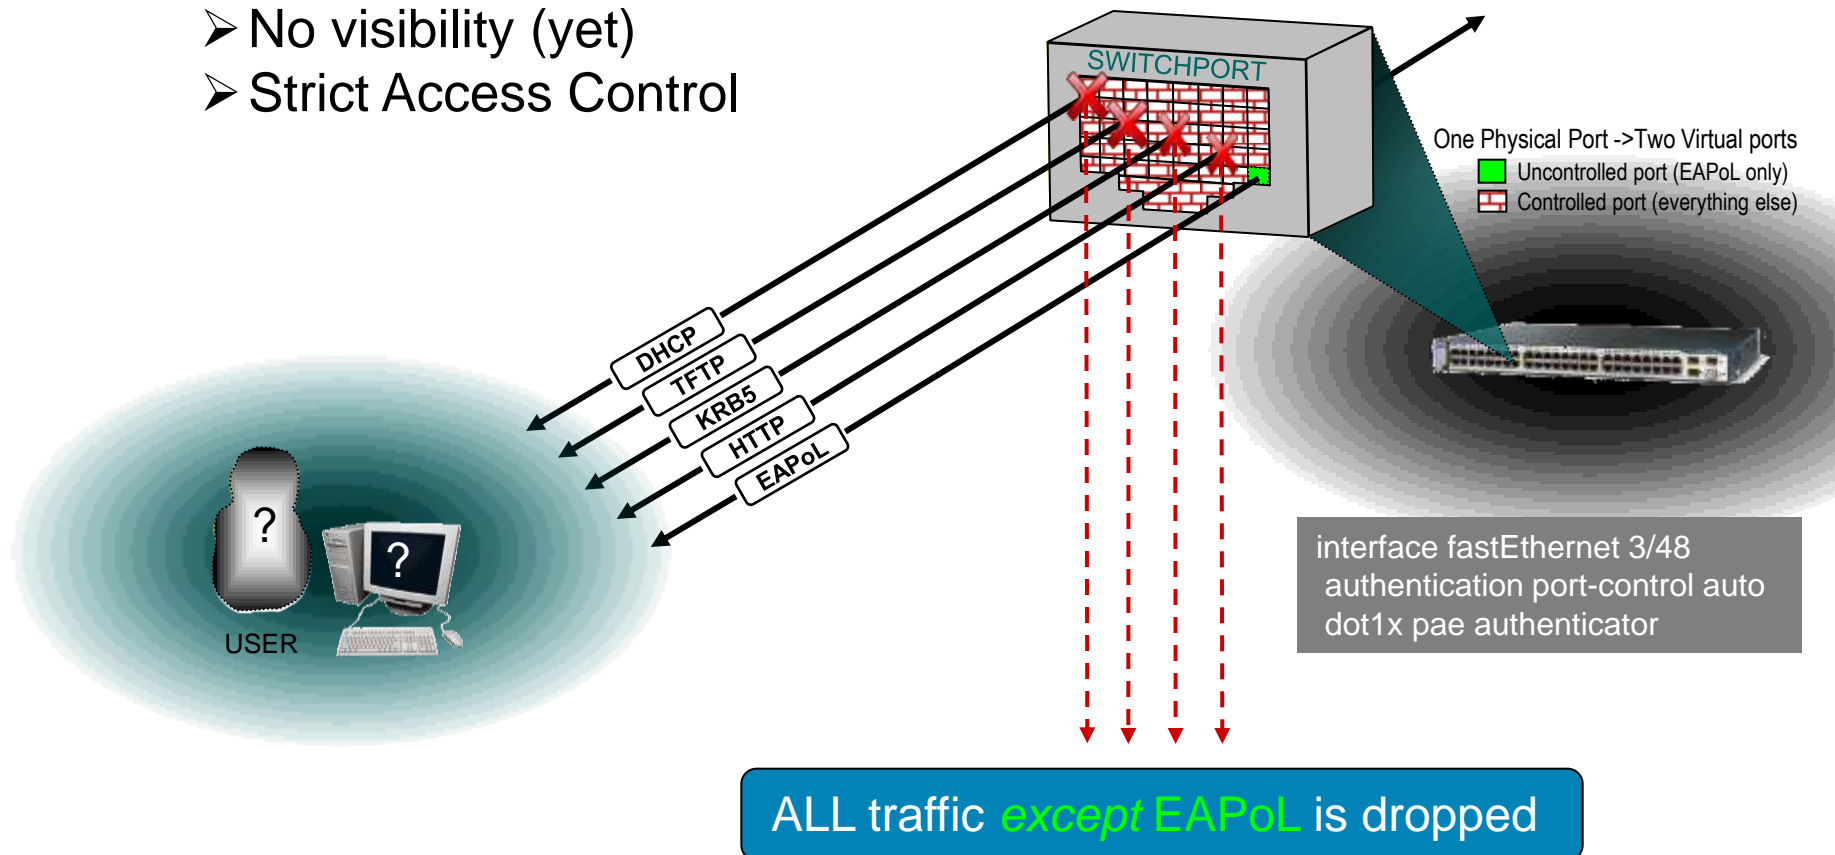 ➢ No visibility (yet)
➢ Strict Access Control
SWITCHPORT
One Physical Port ->Two Virtual ports
Uncontrolled port (EAPoL only)
Controlled port (everything else)
DHCP
TFTP
KRB5
HTTP
EAPoL
?
?
USER
interface fastEthernet 3/48
authentication port-control auto
dot1x pae authenticator
ALL traffic except EAPoL is dropped